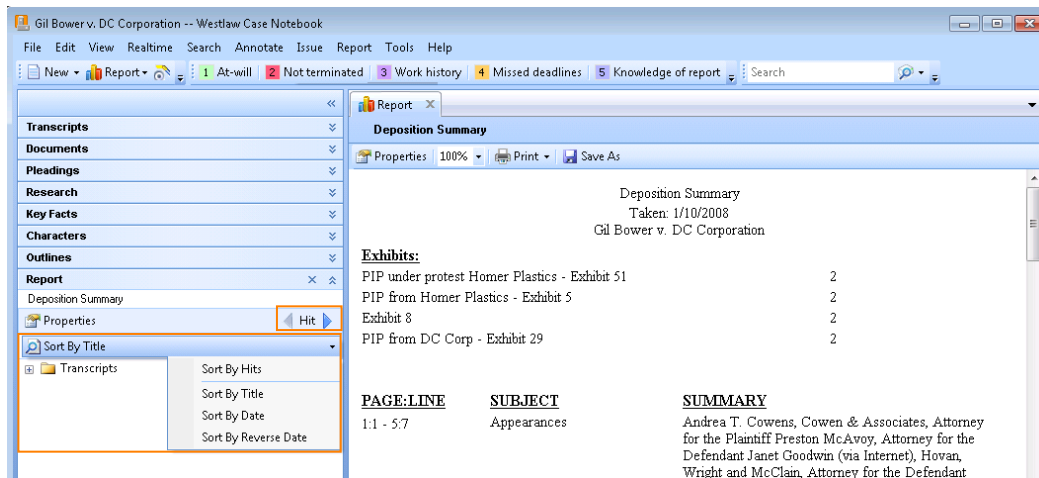 Gil Bower v. DC Corporation -- Westlaw Case Notebook
File Edit View Realtime Search Annotate Issue Report Tools Help
New Report 1 At-will 2 Not terminated 3 Work history 4 Missed deadlines 5 Knowledge of report Search
Report X
Transcripts
Deposition Summary
Documents
Properties 100% Print Save As
Pleadings
Research
Key Facts
Characters
Outlines
Report
Deposition Summary
Properties Hit
Sort By Title
Transcripts
Sort By Hits
Sort By Title
Sort By Date
Sort By Reverse Date
Deposition Summary
Taken: 1/10/2008
Gil Bower v. DC Corporation
Exhibits:
PIP under protest Homer Plastics - Exhibit 51 2
PIP from Homer Plastics - Exhibit 5 2
Exhibit 8 2
PIP from DC Corp - Exhibit 29 2
PAGE:LINE SUBJECT SUMMARY
1:1 - 5:7 Appearances Andrea T. Cowens, Cowen & Associates, Attorney
for the Plaintiff Preston McAvoy, Attorney for the
Defendant Janet Goodwin (via Internet), Hovan,
Wright and McClain, Attorney for the Defendant